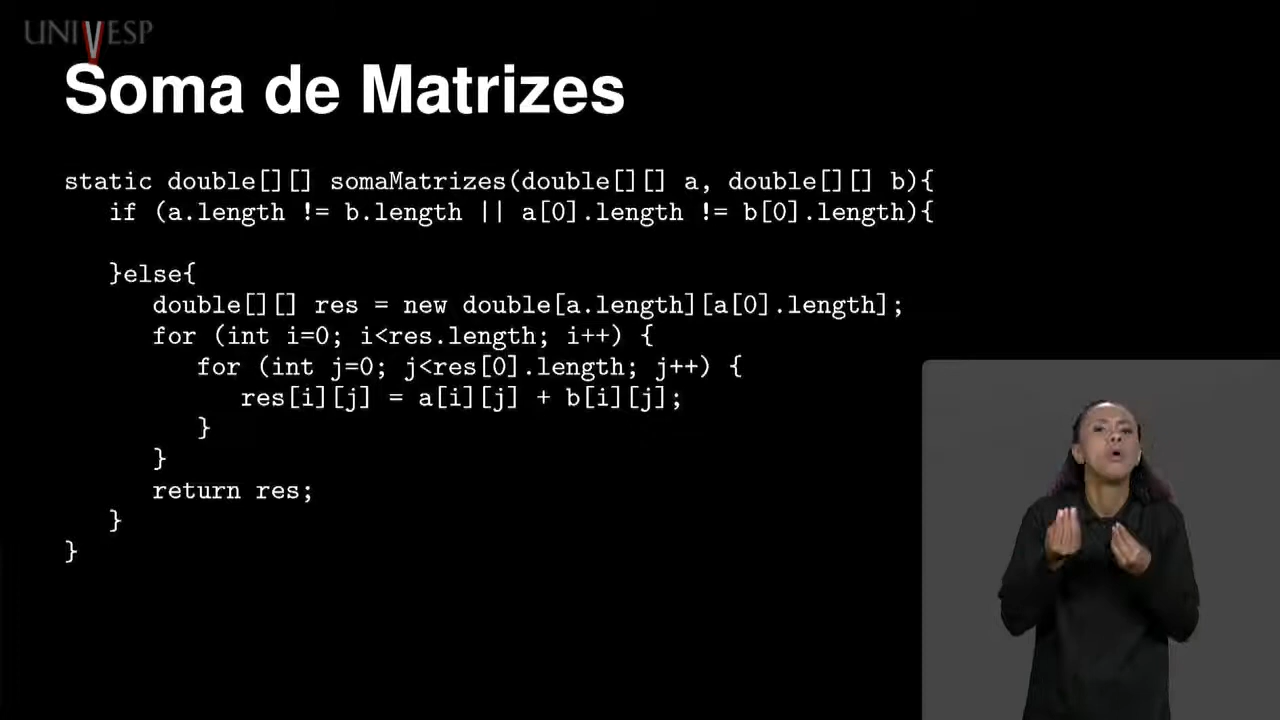 UNIVESP
Soma de Matrizes
static double[][] somaMatrizes(double[][] a, double[][] b){
if (a.length != b.length || a[0].length != b[0].length){
}else{
double[][] res = new double[a.length][a[0].length];
for (int i=0; i<res.length; i++) {
for (int j=0; j<res[0].length; j++) {
res[i][j] = a[i][j] + b[i][j];
}
}
return res;
}
}